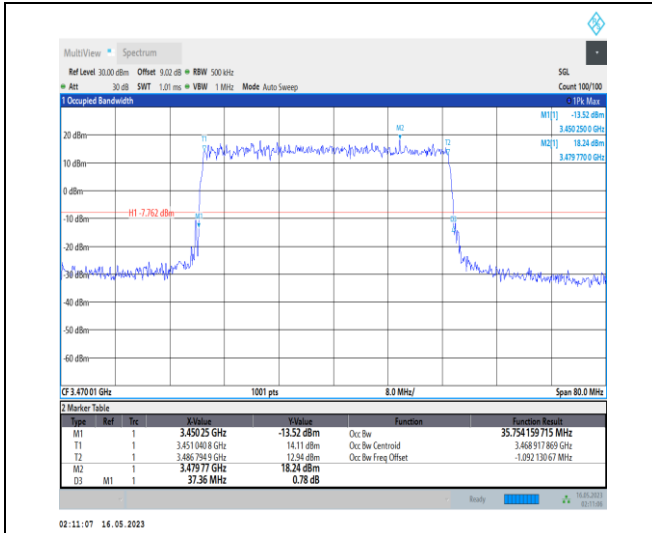 MultiView Spectrum
Ref Level 30.00 dBm Offset 9.02 dB RBW 500 kHz SGL
Att 30 dB SWT 1.01 ms VBW 1 MHz Mode Auto Sweep Count 100/100
1 Occupied Bandwidth 1Pk Max
M1[1] -13.52 dBm
3.450 250 0 GHz
M2[1] 18.24 dBm
3.479 770 0 GHz
M2
T1
T2
20 dBm
10 dBm
0 dBm
H1 -7.762 dBm
M1
D3
-10 dBm
-20 dBm
-30 dBm
-40 dBm
-50 dBm
-60 dBm
CF 3.470 01 GHz 1001 pts 8.0 MHz/ Span 80.0 MHz
2 Marker Table
Type Ref Trc X-Value Y-Value Function Function Result
M1 1 3.450 25 GHz -13.52 dBm Occ Bw 35.754 159 715 MHz
T1 1 3.451 040 8 GHz 14.11 dBm Occ Bw Centroid 3.468 917 869 GHz
T2 1 3.486 794 9 GHz 12.94 dBm Occ Bw Freq Offset -1.092 130 67 MHz
M2 1 3.479 77 GHz 18.24 dBm
D3 M1 1 37.36 MHz 0.78 dB
Ready 16.05.2023
02:11:06
02:11:07 16.05.2023